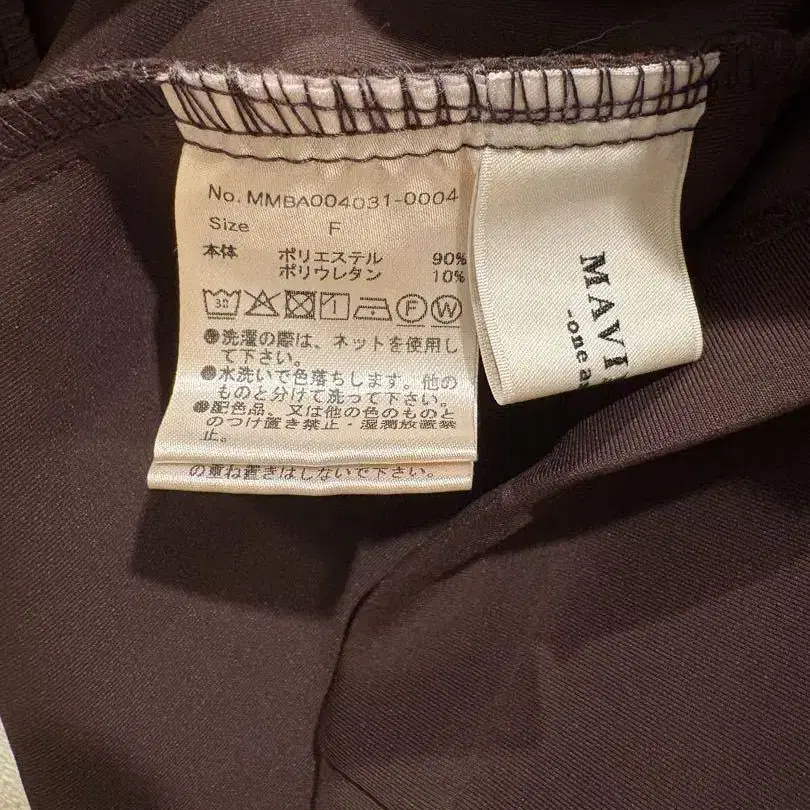 No. MMBA004031-0004
Size F
本体 ポリエステル 90%
ポリウレタン 10%
30 F W
●洗濯の際は、ネットを使用し
て下さい。
●水洗いで色落ちします。他の
ものと分けて洗って下さい。
●配色品、又は他の色のものと
のつけ置き禁止・湿潤放置禁
止。
の重ね置きはしないで下さい。
MAVI
-one a